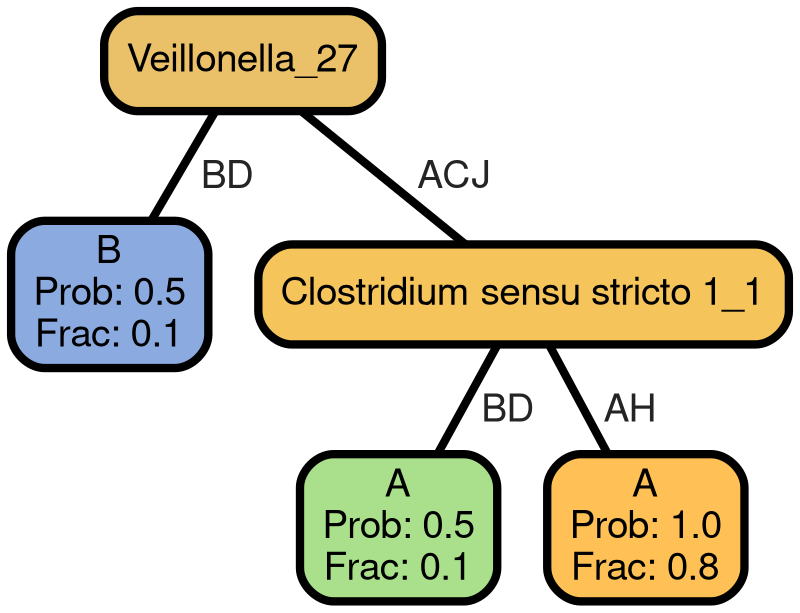 Veillonella_27
BD
ACJ
B
Prob: 0.5
Frac: 0.1
Clostridium sensu stricto 1_1
BD
AH
A
Prob: 0.5
Frac: 0.1
A
Prob: 1.0
Frac: 0.8